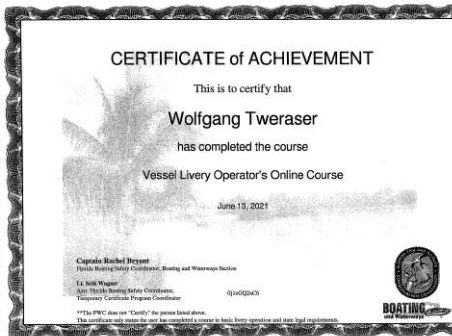 CERTIFICATE of ACHIEVEMENT
This is to certify that
Wolfgang Tweraser
has completed the course
Vessel Livery Operator's Online Course
June 13, 2021
Captain Rachel Bryant
Florida Boating Safety Coordinator, Boating and Waterways Section
Lt. Seth Wagner
Asst. Florida Boating Safety Coordinator,
Temporary Certificate Program Coordinator
**The FWC does not "Certify" the person listed above.
This certificate only states the user has completed a course in basic livery operation and state legal requirements.
BOATING
and Waterways